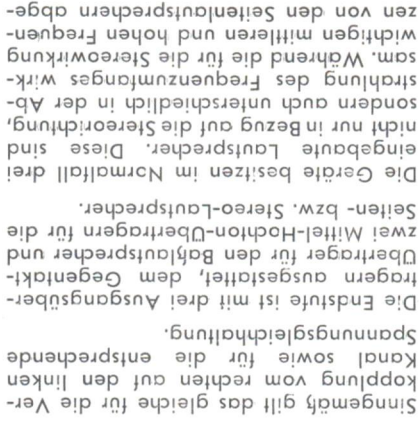 Sinngemäß gilt das gleiche für die Ver-
kopplung vom rechten auf den linken
Kanal sowie für die entsprechende
Spannungsgleichhaltung.
Die Endstufe ist mit drei Ausgangsüber-
tragern ausgestattet, dem Gegentakt-
Übertrager für den Baßlautsprecher und
zwei Mittel-Hochton-Übertragern für die
Seiten- bzw. Stereo-Lautsprecher.
Die Geräte besitzen im Normalfall drei
eingebaute Lautsprecher. Diese sind
nicht nur in Bezug auf die Stereorichtung,
sondern auch unterschiedlich in der Ab-
strahlung des Frequenzumfanges wirk-
sam. Während die für die Stereowirkung
wichtigen mittleren und hohen Frequen-
zen von den Seitenlautsprechern abge-